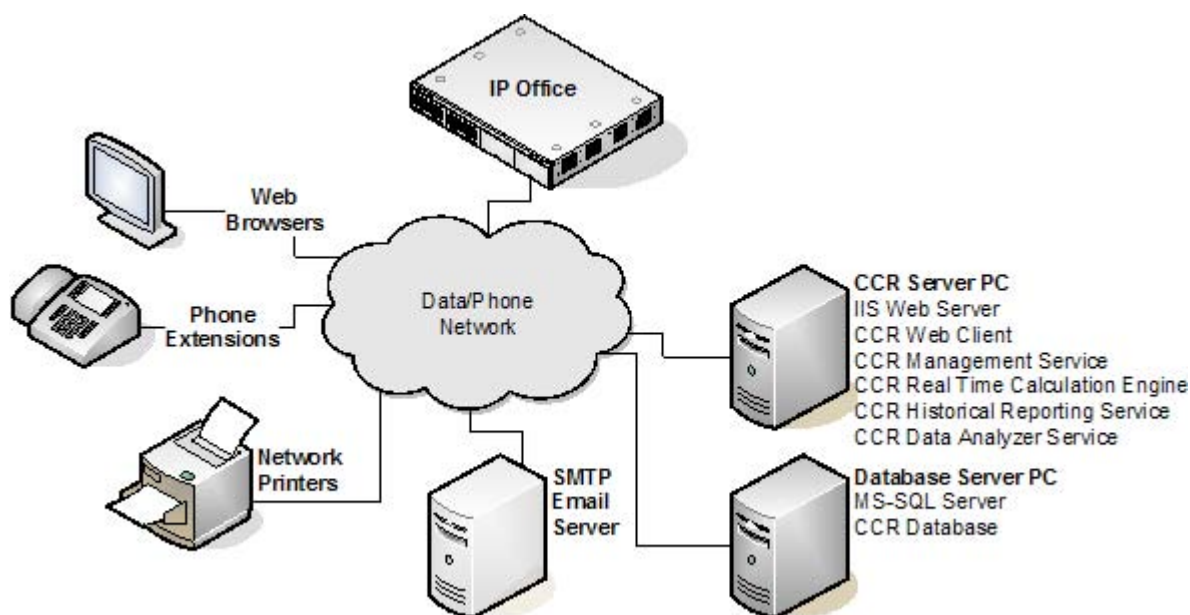 IP Office
Web
Browsers
Phone
Extensions
Data/Phone
Network
Network
Printers
SMTP
Email
Server
CCR Server PC
IIS Web Server
CCR Web Client
CCR Management Service
CCR Real Time Calculation Engine
CCR Historical Reporting Service
CCR Data Analyzer Service
Database Server PC
MS-SQL Server
CCR Database